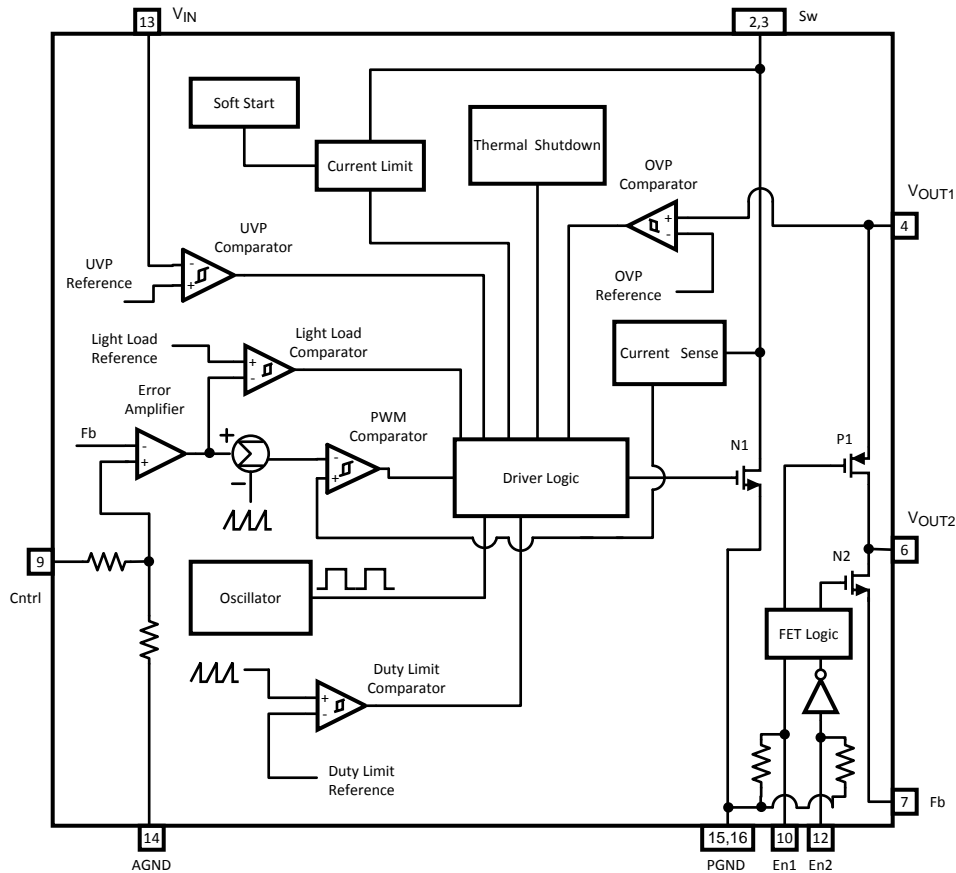 13
VIN
2,3
Sw
Soft Start
Current Limit
Thermal Shutdown
OVP
Comparator
+
-
OVP
Reference
VOUT1
4
UVP
Comparator
UVP
Reference
-
+
Light Load
Reference
Light Load
Comparator
+
-
Current Sense
Error
Amplifier
Fb
-
+
+
−
PWM
Comparator
-
+
Driver Logic
N1
P1
VOUT2
6
N2
9
Cntrl
Oscillator
FET Logic
Duty Limit
Comparator
+
-
Duty Limit
Reference
7
Fb
14
AGND
15,16
PGND
10
En1
12
En2